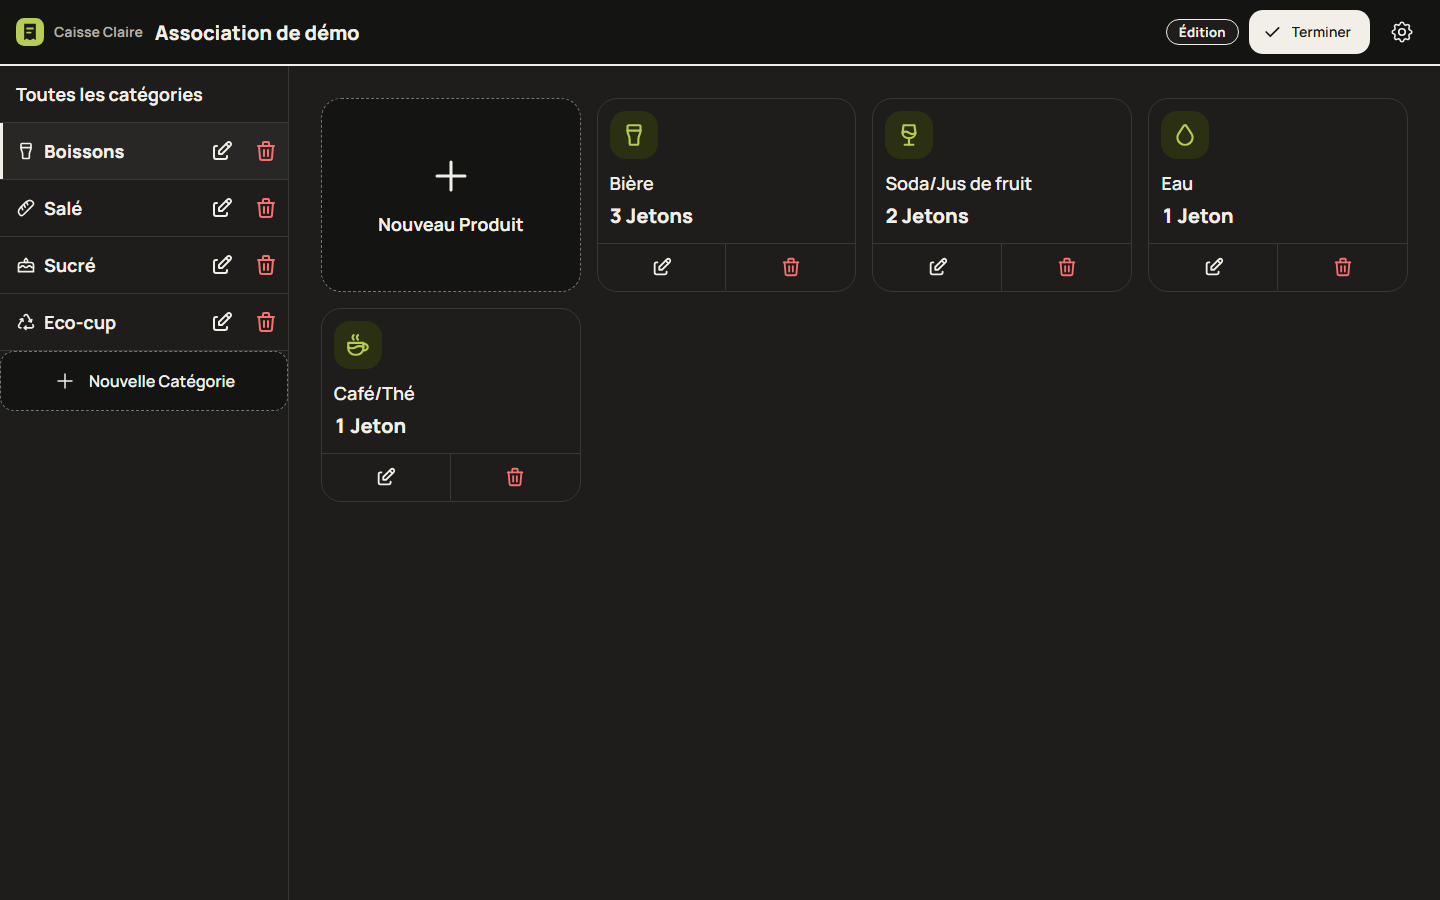 Caisse Claire
Association de démo
Édition
Terminer
Toutes les catégories
Boissons
Salé
Sucré
Eco-cup
Nouvelle Catégorie
Nouveau Produit
Bière
3 Jetons
Soda/Jus de fruit
2 Jetons
Eau
1 Jeton
Café/Thé
1 Jeton